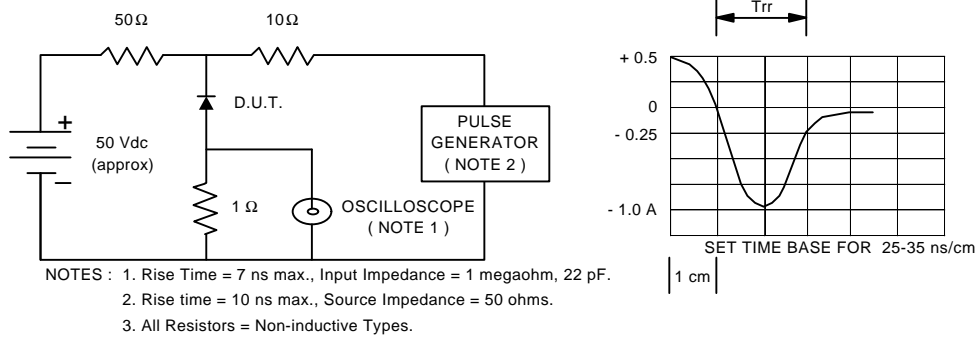 50 Ω
10 Ω
D.U.T.
+
50 Vdc
(approx)
−
1 Ω
OSCILLOSCOPE
( NOTE 1 )
PULSE
GENERATOR
( NOTE 2 )
Trr
+ 0.5
0
- 0.25
- 1.0 A
SET TIME BASE FOR 25-35 ns/cm
1 cm
NOTES : 1. Rise Time = 7 ns max., Input Impedance = 1 megaohm, 22 pF.
2. Rise time = 10 ns max., Source Impedance = 50 ohms.
3. All Resistors = Non-inductive Types.